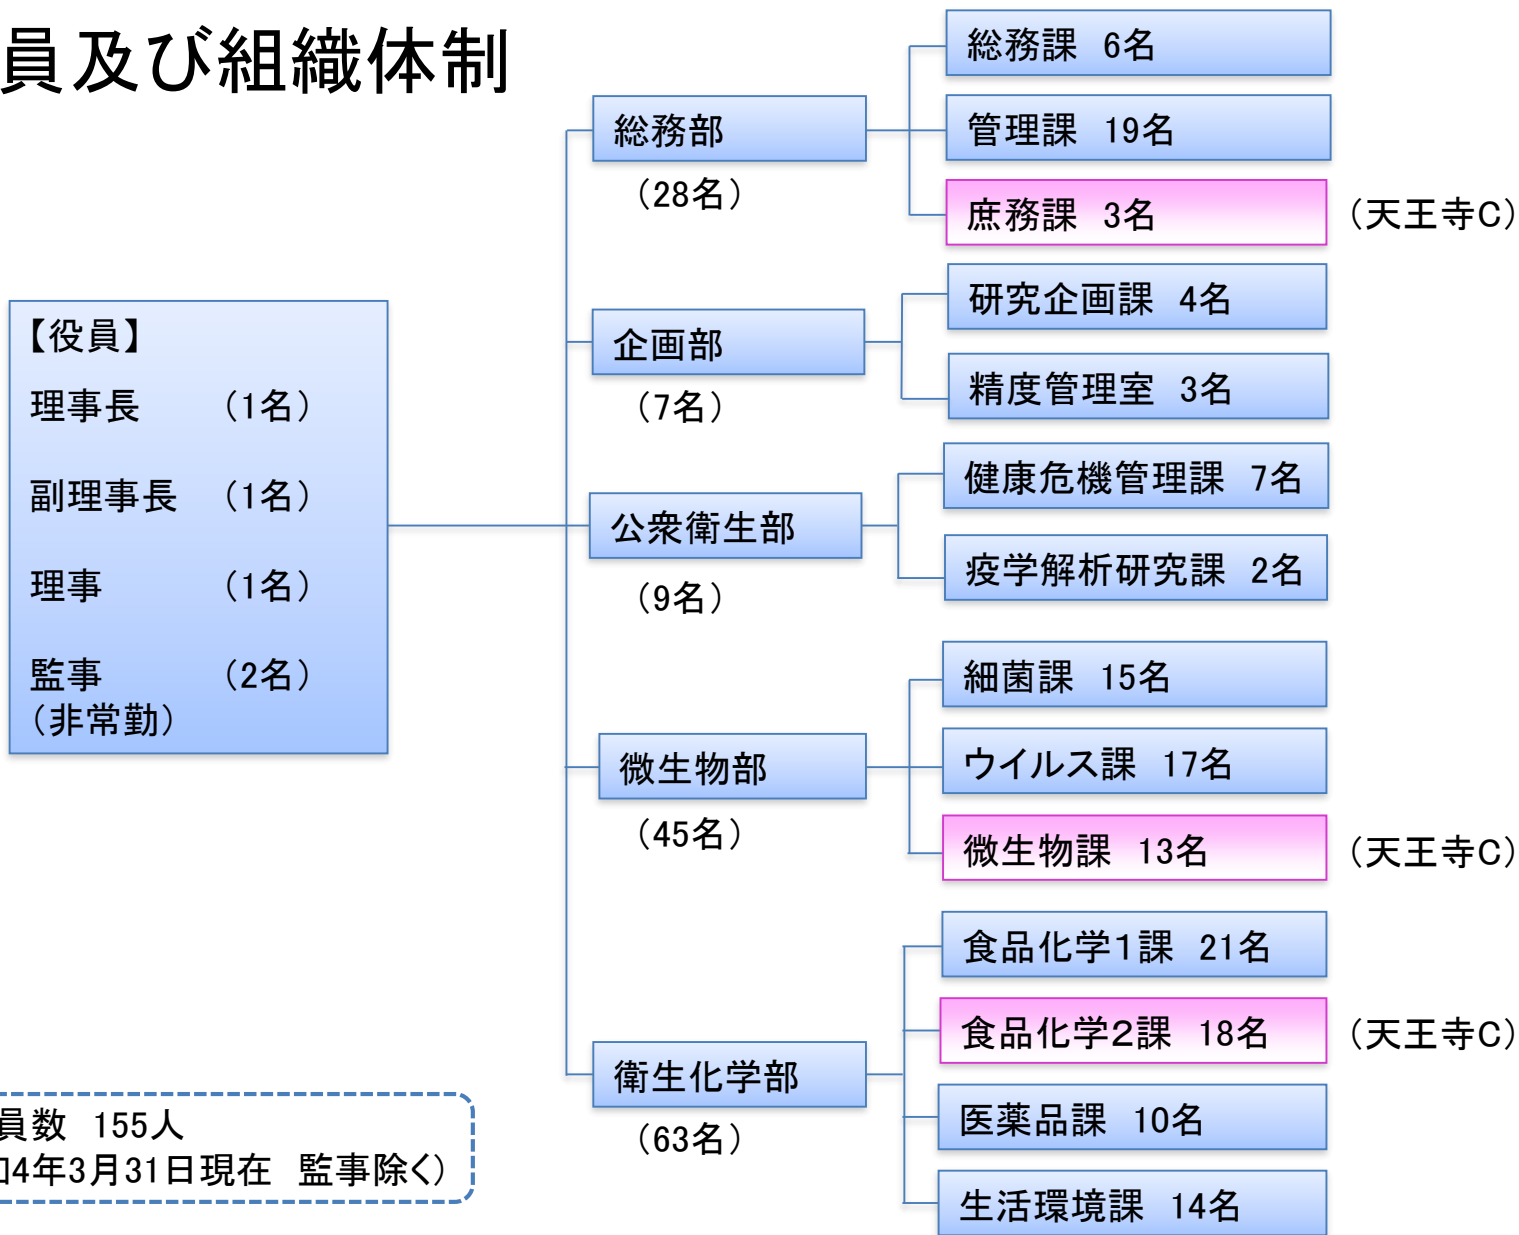 員及び組織体制
【役員】
理事長 （1名）
副理事長 （1名）
理事 （1名）
監事 （2名）
（非常勤）
員数 155人
4年3月31日現在 監事除く）
総務部
（28名）
総務課 6名
管理課 19名
庶務課 3名 （天王寺C）
企画部
（7名）
研究企画課 4名
精度管理室 3名
公衆衛生部
（9名）
健康危機管理課 7名
疫学解析研究課 2名
微生物部
（45名）
細菌課 15名
ウイルス課 17名
微生物課 13名 （天王寺C）
衛生化学部
（63名）
食品化学1課 21名
食品化学2課 18名 （天王寺C）
医薬品課 10名
生活環境課 14名